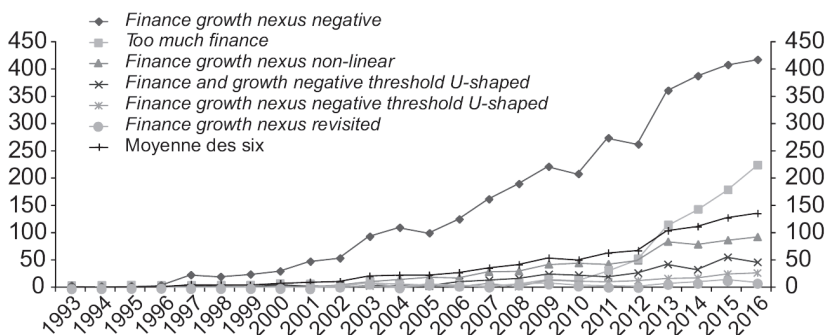 Finance growth nexus negative
Too much finance
Finance growth nexus non-linear
Finance and growth negative threshold U-shaped
Finance growth nexus negative threshold U-shaped
Finance growth nexus revisited
Moyenne des six
450 450
400 400
350 350
300 300
250 250
200 200
150 150
100 100
50 50
0 0
1993 1994 1995 1996 1997 1998 1999 2000 2001 2002 2003 2004 2005 2006 2007 2008 2009 2010 2011 2012 2013 2014 2015 2016